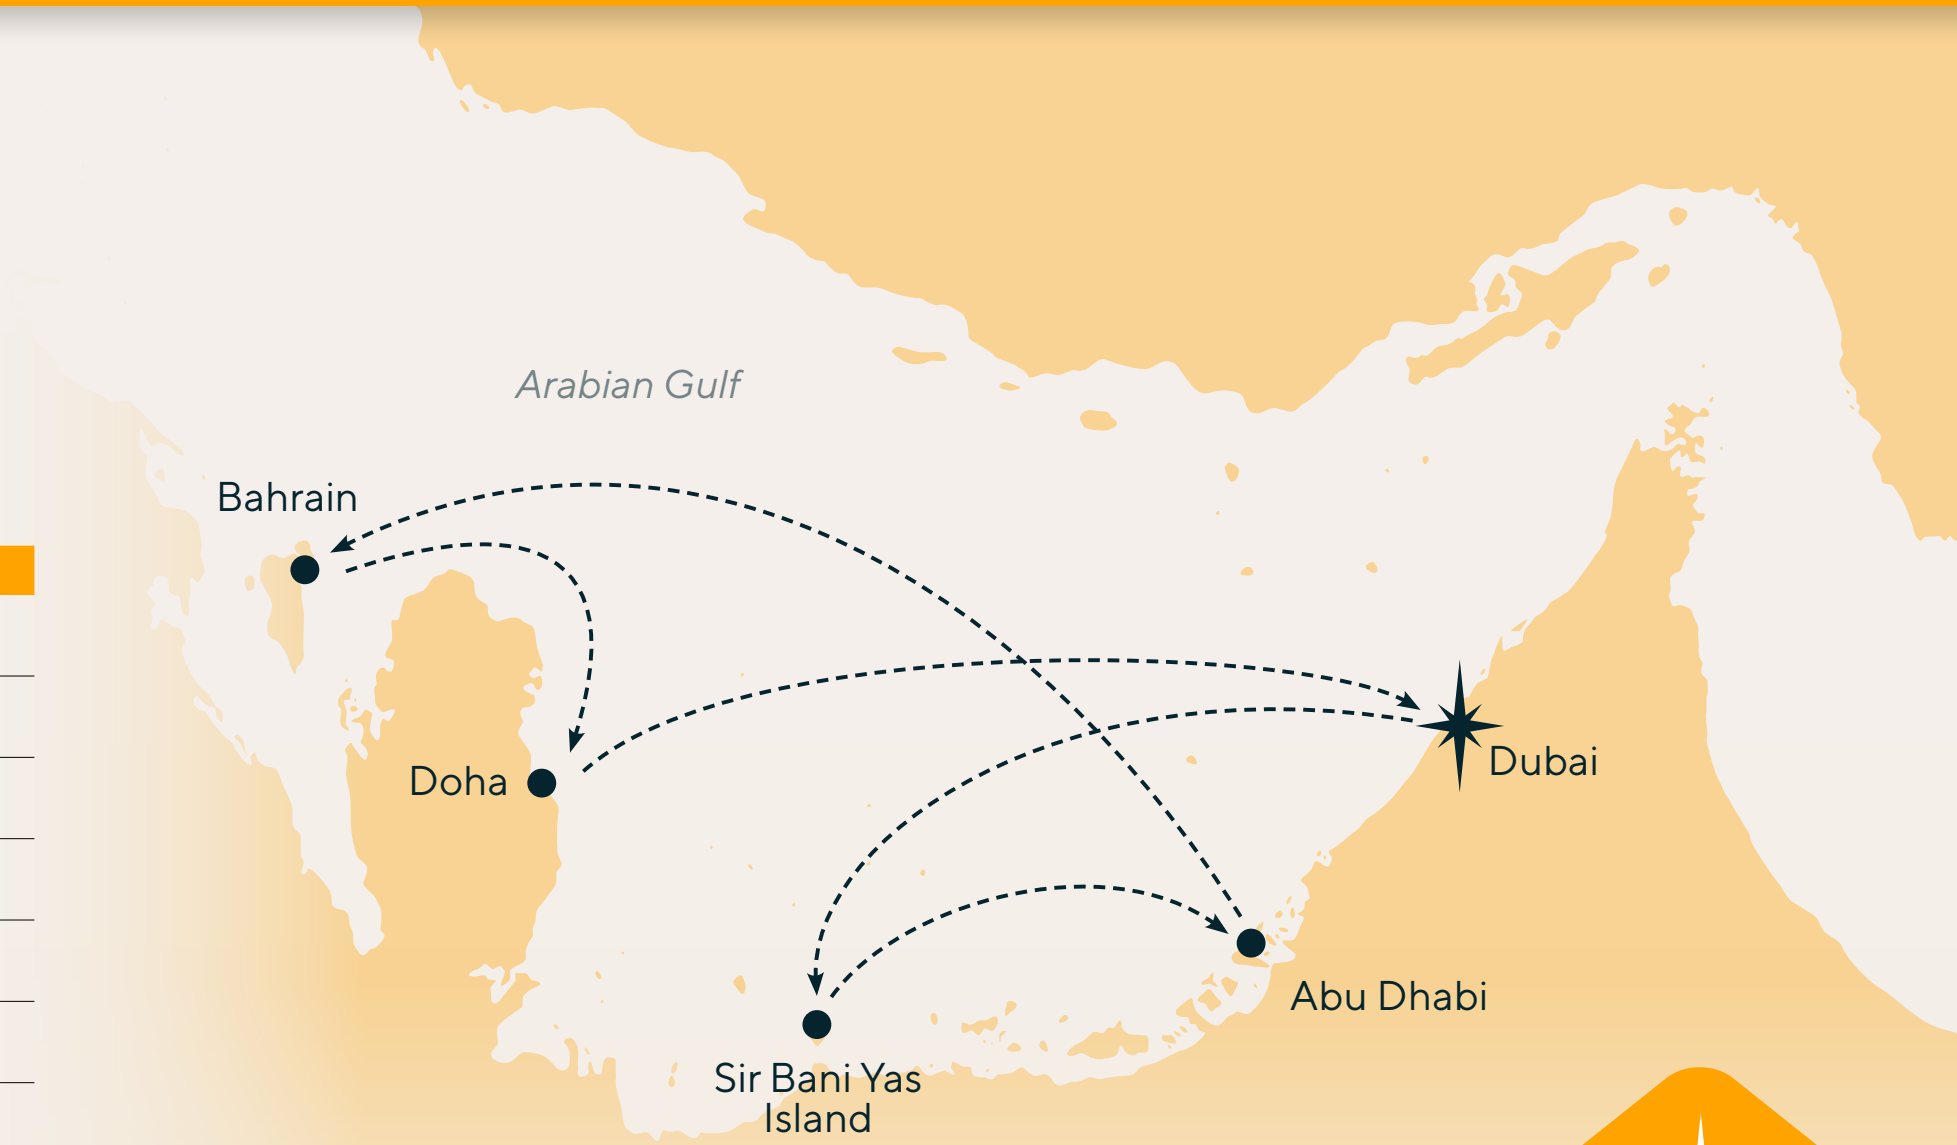 Arabian Gulf
Bahrain
Dubai
Doha
Abu Dhabi
Sir Bani Yas
Island